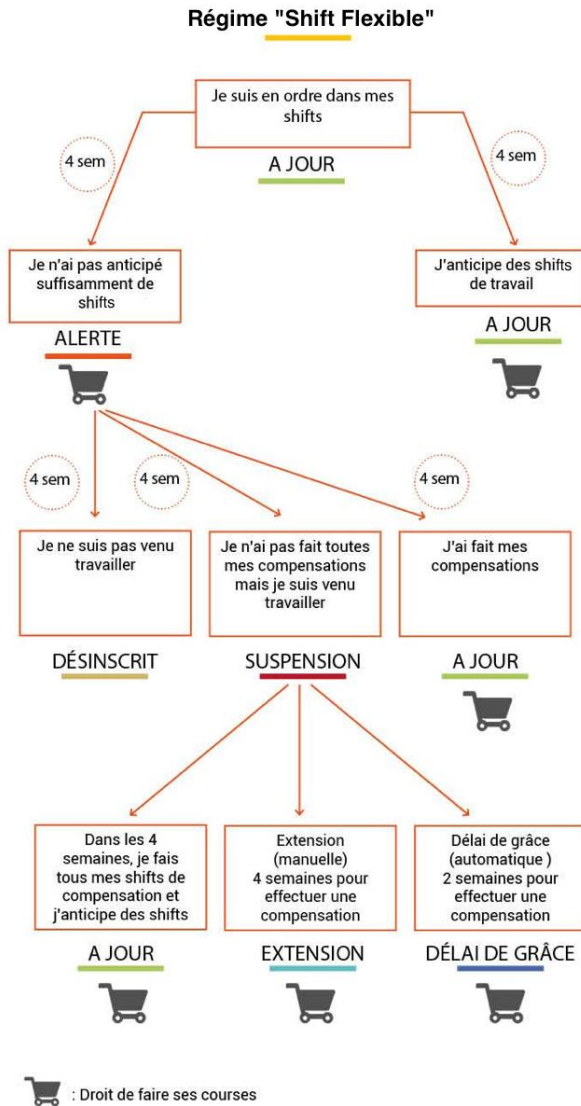 Régime "Shift Flexible"
Je suis en ordre dans mes
shifts
A JOUR
4 sem
4 sem
Je n'ai pas anticipé
suffisamment de
shifts
ALERTE
J'anticipe des shifts
de travail
A JOUR
4 sem
4 sem
4 sem
Je ne suis pas venu
travailler
DÉSINSCRIT
Je n'ai pas fait toutes
mes compensations
mais je suis venu
travailler
SUSPENSION
J'ai fait mes
compensations
A JOUR
Dans les 4
semaines, je fais
tous mes shifts de
compensation et
j'anticipe des shifts
A JOUR
Extension
(manuelle)
4 semaines pour
effectuer une
compensation
EXTENSION
Délai de grâce
(automatique )
2 semaines pour
effectuer une
compensation
DÉLAI DE GRÂCE
: Droit de faire ses courses